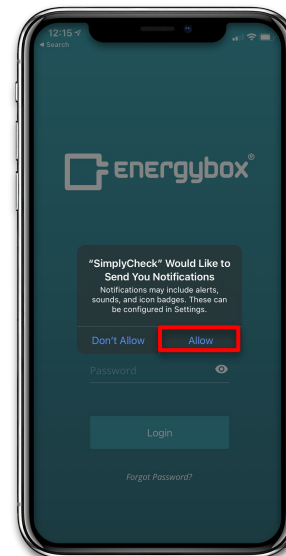 12:15
◀ Search
energybox®
"SimplyCheck" Would Like to
Send You Notifications
Notifications may include alerts,
sounds, and icon badges. These can
be configured in Settings.
Don't Allow
Allow
Password
Login
Forgot Password?